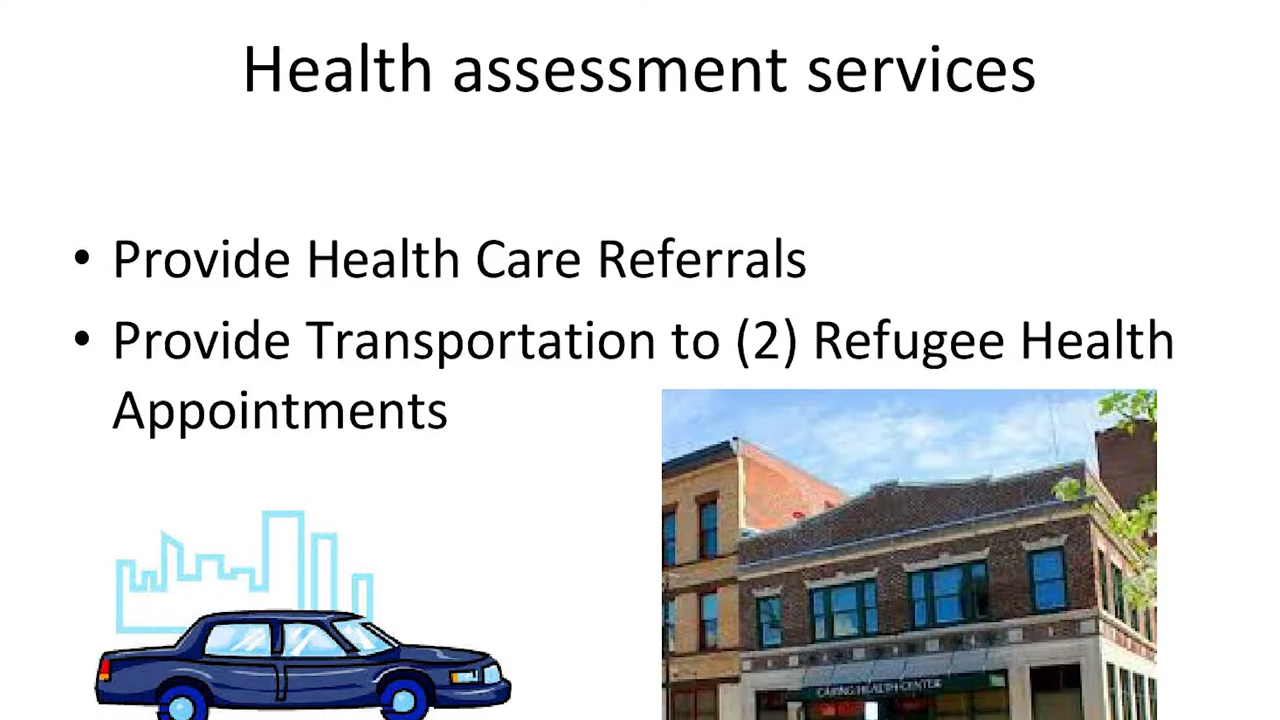 Health assessment services
• Provide Health Care Referrals
• Provide Transportation to (2) Refugee Health
Appointments
CARING HEALTH CENTER